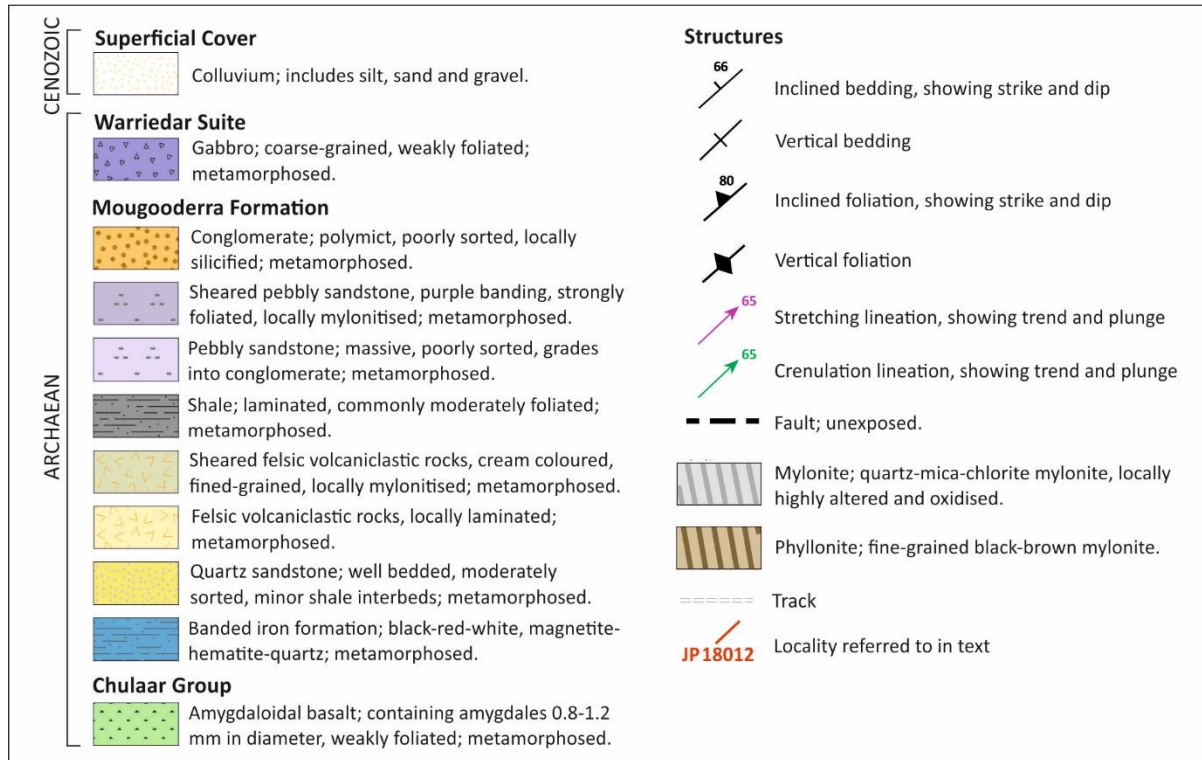 CENOZOIC
Superficial Cover
Colluvium; includes silt, sand and gravel.
ARCHAEAN
Warriedar Suite
Gabbro; coarse-grained, weakly foliated;
metamorphosed.
Mougooderra Formation
Conglomerate; polymict, poorly sorted, locally
silicified; metamorphosed.
Sheared pebbly sandstone, purple banding, strongly
foliated, locally mylonitised; metamorphosed.
Pebbly sandstone; massive, poorly sorted, grades
into conglomerate; metamorphosed.
Shale; laminated, commonly moderately foliated;
metamorphosed.
Sheared felsic volcaniclastic rocks, cream coloured,
fined-grained, locally mylonitised; metamorphosed.
Felsic volcaniclastic rocks, locally laminated;
metamorphosed.
Quartz sandstone; well bedded, moderately
sorted, minor shale interbeds; metamorphosed.
Banded iron formation; black-red-white, magnetite-
hematite-quartz; metamorphosed.
Chulaar Group
Amygdaloidal basalt; containing amygdales 0.8-1.2
mm in diameter, weakly foliated; metamorphosed.
Structures
66
Inclined bedding, showing strike and dip
Vertical bedding
80
Inclined foliation, showing strike and dip
Vertical foliation
65
Stretching lineation, showing trend and plunge
65
Crenulation lineation, showing trend and plunge
Fault; unexposed.
Mylonite; quartz-mica-chlorite mylonite, locally
highly altered and oxidised.
Phyllonite; fine-grained black-brown mylonite.
Track
JP 18012
Locality referred to in text